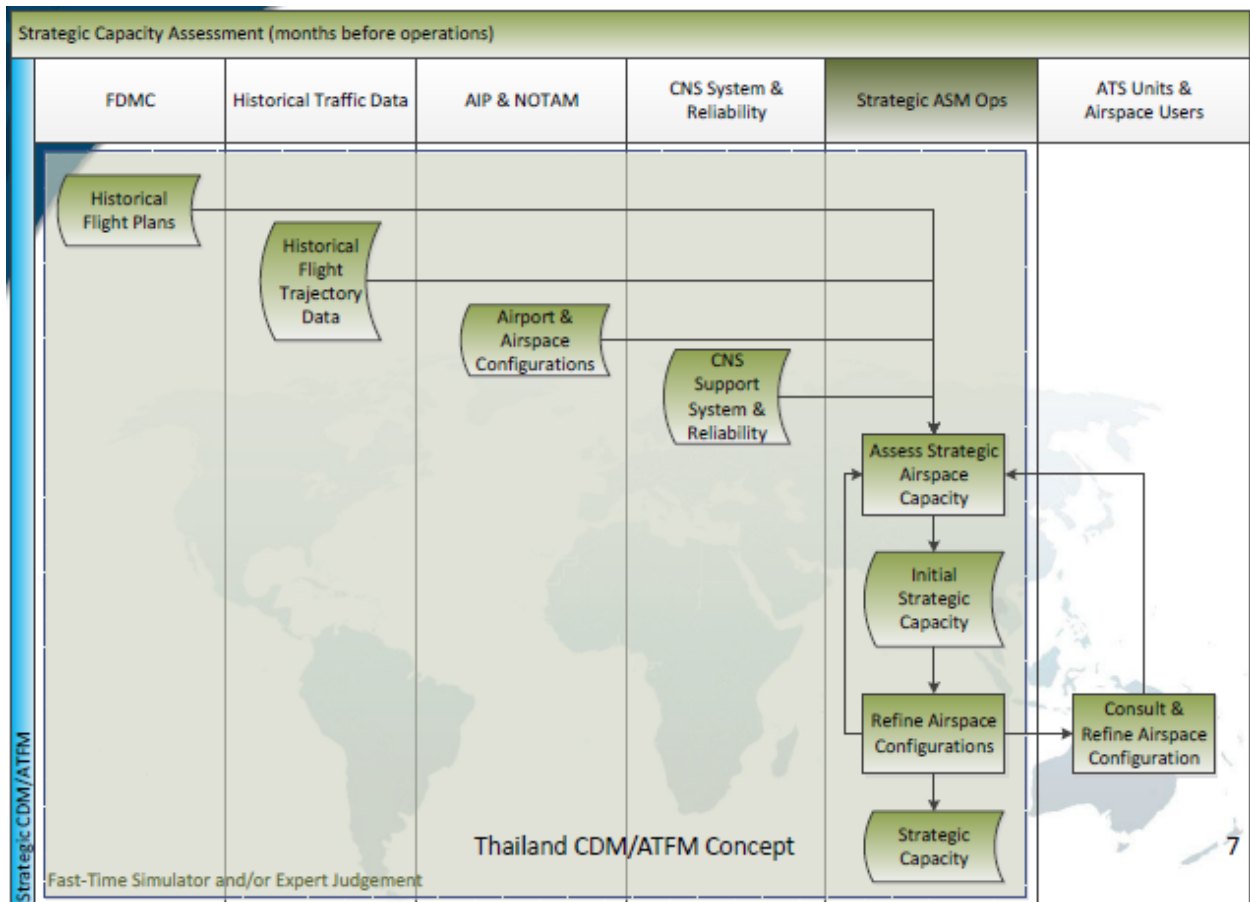 Strategic Capacity Assessment (months before operations)
FDMC
Historical Traffic Data
AIP & NOTAM
CNS System &
Reliability
Strategic ASM Ops
ATS Units &
Airspace Users
Historical
Flight Plans
Historical
Flight
Trajectory
Data
Airport &
Airspace
Configurations
CNS
Support
System &
Reliability
Assess Strategic
Airspace
Capacity
Initial
Strategic
Capacity
Refine Airspace
Configurations
Consult &
Refine Airspace
Configuration
Strategic
Capacity
Strategic CDM/ATFM
Thailand CDM/ATFM Concept
7
Fast-Time Simulator and/or Expert Judgement